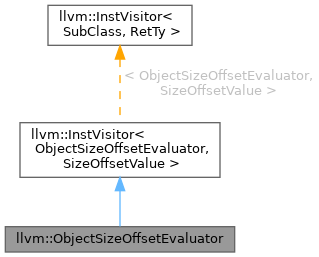 llvm::InstVisitor<
SubClass, RetTy >
< ObjectSizeOffsetEvaluator,
SizeOffsetValue >
llvm::InstVisitor<
ObjectSizeOffsetEvaluator,
SizeOffsetValue >
llvm::ObjectSizeOffsetEvaluator